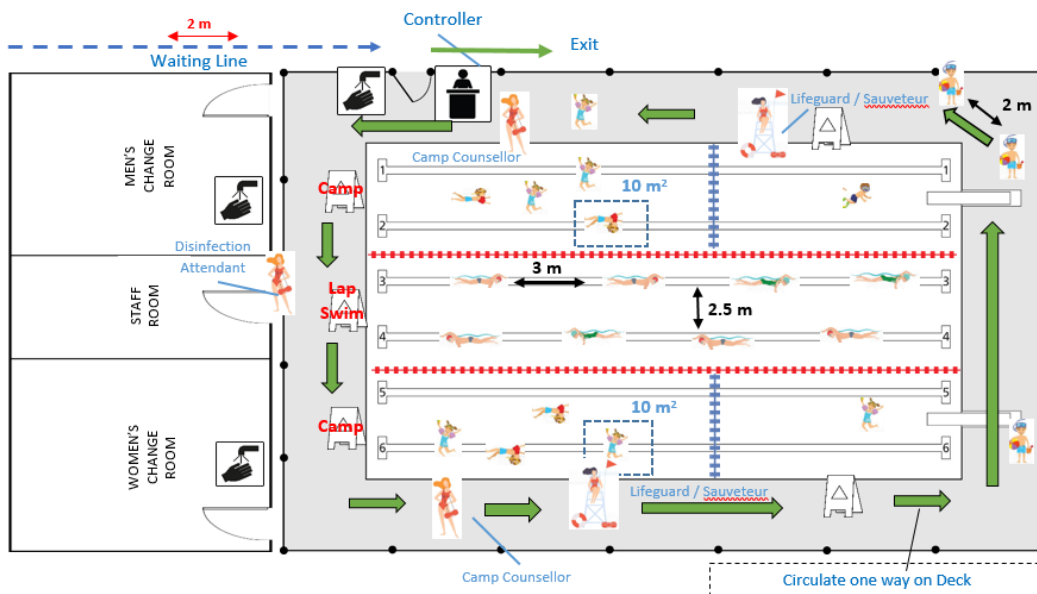 2 m
Controller
Exit
Waiting Line
Lifeguard / Sauveteur
2 m
Camp Counsellor
MEN'S
CHANGE
ROOM
1
1
10 m²
Camp
2
2
Disinfection
Attendant
STAFF
ROOM
3 m
3
3
Lap
Swim
2.5 m
4
4
WOMEN'S
CHANGE
ROOM
5
5
10 m²
Camp
6
6
Lifeguard / Sauveteur
Camp Counsellor
Circulate one way on Deck